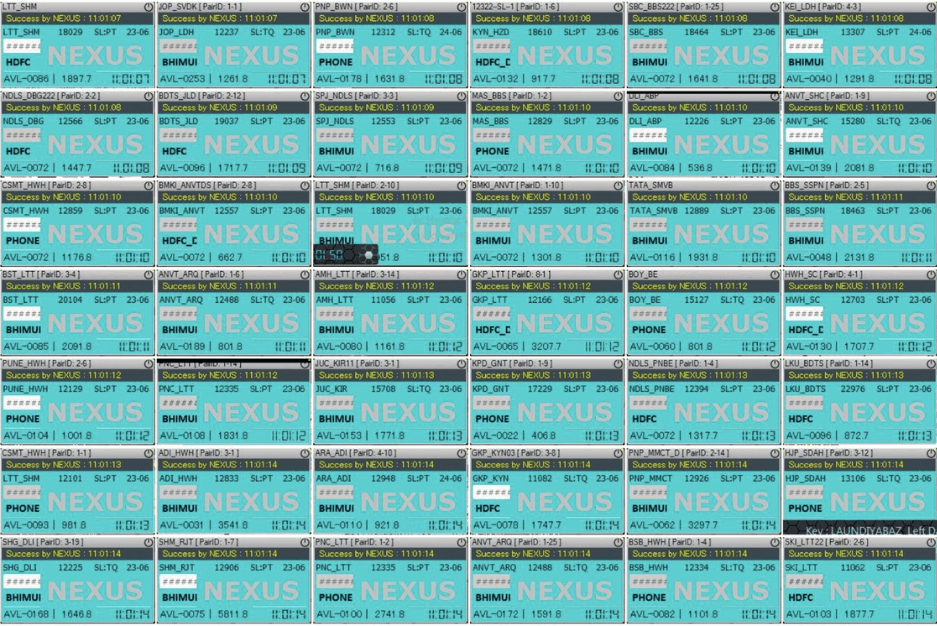 LTT_SHM
Success by NEXUS : 11:01:07
LTT_SHM 18029 SL:PT 23-06
#####
NEXUS
HDFC
AVL-0086 | 1897.7 11:01:07
JOP_SVDK [ PairID: 1-1 ]
Success by NEXUS : 11:01:07
JOP_LDH 12237 SL:TQ 23-06
#####
NEXUS
BHIMUI
AVL-0253 | 1261.8 11:01:07
PNP_BWN [ PairID: 2-6 ]
Success by NEXUS : 11:01:08
PNP_BWN 12312 SL:TQ 24-06
#####
NEXUS
PHONE
AVL-0178 | 1631.8 11:01:08
12322-SL-1 [ PairID: 1-6 ]
Success by NEXUS : 11:01:08
KYN_HZD 18610 SL:PT 23-06
#####
NEXUS
HDFC_D
AVL-0132 | 917.7 11:01:08
SBC_BBS222 [ PairID: 1-25 ]
Success by NEXUS : 11:01:08
SBC_BBS 18464 SL:PT 23-06
#####
NEXUS
BHIMUI
AVL-0072 | 1641.8 11:01:08
KEI_LDH [ PairID: 4-3 ]
Success by NEXUS : 11:01:08
KEI_LDH 13307 SL:PT 24-06
#####
NEXUS
BHIMUI
AVL-0040 | 1291.8 11:01:08
NDLS_DBG222 [ PairID: 2-2 ]
Success by NEXUS : 11:01:08
NDLS_DBG 12566 SL:PT 23-06
#####
NEXUS
HDFC
AVL-0072 | 1447.7 11:01:08
BDTS_JLD [ PairID: 2-12 ]
Success by NEXUS : 11:01:09
BDTS_JLD 19037 SL:PT 23-06
#####
NEXUS
HDFC
AVL-0096 | 1717.7 11:01:09
SPJ_NDLS [ PairID: 3-3 ]
Success by NEXUS : 11:01:09
SPJ_NDLS 12553 SL:PT 23-06
#####
NEXUS
BHIMUI
AVL-0072 | 716.8 11:01:09
MAS_BBS [ PairID: 1-2 ]
Success by NEXUS : 11:01:10
MAS_BBS 12829 SL:PT 23-06
#####
NEXUS
PHONE
AVL-0072 | 1471.8 11:01:10
DLI_ABP
Success by NEXUS : 11:01:10
DLI_ABP 12226 SL:PT 23-06
#####
NEXUS
BHIMUI
AVL-0084 | 536.8 11:01:10
ANVT_SHC [ PairID: 1-9 ]
Success by NEXUS : 11:01:10
ANVT_SHC 15280 SL:TQ 23-06
#####
NEXUS
BHIMUI
AVL-0139 | 2081.8 11:01:10
CSMT_HWH [ PairID: 2-8 ]
Success by NEXUS : 11:01:10
CSMT_HWH 12859 SL:PT 23-06
#####
NEXUS
PHONE
AVL-0072 | 1176.8 11:01:10
BMKI_ANVTDS [ PairID: 2-8 ]
Success by NEXUS : 11:01:10
BMKI_ANVT 12557 SL:PT 23-06
#####
NEXUS
HDFC_D
AVL-0072 | 662.7 11:01:10
LTT_SHM [ PairID: 2-10 ]
Success by NEXUS : 11:01:10
LTT_SHM 18029 SL:PT 23-06
#####
NEXUS
BHIMUI
01:50 51.8 11:01:10
BMKI_ANVT [ PairID: 1-10 ]
Success by NEXUS : 11:01:10
BMKI_ANVT 12557 SL:PT 23-06
#####
NEXUS
BHIMUI
AVL-0072 | 1301.8 11:01:10
TATA_SMVB
Success by NEXUS : 11:01:10
TATA_SMVB 12889 SL:PT 23-06
#####
NEXUS
BHIMUI
AVL-0116 | 1931.8 11:01:10
BBS_SSPN [ PairID: 2-5 ]
Success by NEXUS : 11:01:11
BBS_SSPN 18463 SL:PT 23-06
#####
NEXUS
BHIMUI
AVL-0048 | 2131.8 11:01:11
BST_LTT [ PairID: 3-4 ]
Success by NEXUS : 11:01:11
BST_LTT 20104 SL:PT 23-06
#####
NEXUS
BHIMUI
AVL-0085 | 2091.8 11:01:11
ANVT_ARQ [ PairID: 1-6 ]
Success by NEXUS : 11:01:11
ANVT_ARQ 12488 SL:TQ 23-06
#####
NEXUS
BHIMUI
AVL-0189 | 801.8 11:01:11
AMH_LTT [ PairID: 3-14 ]
Success by NEXUS : 11:01:12
AMH_LTT 11056 SL:PT 23-06
#####
NEXUS
BHIMUI
AVL-0080 | 1161.8 11:01:12
GKP_LTT [ PairID: 8-1 ]
Success by NEXUS : 11:01:12
GKP_LTT 12166 SL:PT 23-06
#####
NEXUS
HDFC_D
AVL-0065 | 3207.7 11:01:12
BOY_BE
Success by NEXUS : 11:01:12
BOY_BE 15127 SL:TQ 23-06
#####
NEXUS
PHONE
AVL-0060 | 801.8 11:01:12
HWH_SC [ PairID: 4-1 ]
Success by NEXUS : 11:01:12
HWH_SC 12703 SL:PT 23-06
#####
NEXUS
HDFC_D
AVL-0130 | 1707.7 11:01:12
PUNE_HWH [ PairID: 2-6 ]
Success by NEXUS : 11:01:12
PUNE_HWH 12129 SL:PT 23-06
#####
NEXUS
PHONE
AVL-0104 | 1001.8 11:01:12
Success by NEXUS : 11:01:12
PNC_LTT 12335 SL:PT 23-06
#####
NEXUS
BHIMUI
AVL-0108 | 1831.8 11:01:12
JUC_KIR11 [ PairID: 3-1 ]
Success by NEXUS : 11:01:13
JUC_KIR 15708 SL:TQ 23-06
#####
NEXUS
BHIMUI
AVL-0153 | 1771.8 11:01:13
KPD_GNT [ PairID: 1-9 ]
Success by NEXUS : 11:01:13
KPD_GNT 17229 SL:PT 23-06
#####
NEXUS
PHONE
AVL-0022 | 406.8 11:01:13
NDLS_PNBE [ PairID: 1-4 ]
Success by NEXUS : 11:01:13
NDLS_PNBE 12394 SL:PT 23-06
#####
NEXUS
HDFC
AVL-0072 | 1317.7 11:01:13
LKU_BDTS [ PairID: 1-14 ]
Success by NEXUS : 11:01:13
LKU_BDTS 22976 SL:PT 23-06
#####
NEXUS
HDFC
AVL-0096 | 872.7 11:01:13
CSMT_HWH [ PairID: 1-1 ]
Success by NEXUS : 11:01:13
LTT_SHM 12101 SL:PT 23-06
#####
NEXUS
PHONE
AVL-0093 | 981.8 11:01:13
ADI_HWH [ PairID: 3-1 ]
Success by NEXUS : 11:01:14
ADI_HWH 12833 SL:PT 23-06
#####
NEXUS
BHIMUI
AVL-0031 | 3541.8 11:01:14
ARA_ADI [ PairID: 4-10 ]
Success by NEXUS : 11:01:14
ARA_ADI 12948 SL:PT 24-06
#####
NEXUS
BHIMUI
AVL-0110 | 921.8 11:01:14
GKP_KYN03 [ PairID: 3-8 ]
Success by NEXUS : 11:01:14
GKP_KYN 11082 SL:TQ 23-06
#####
NEXUS
HDFC
AVL-0078 | 1747.7 11:01:14
PNP_MMCT_D [ PairID: 2-14 ]
Success by NEXUS : 11:01:14
PNP_MMCT 12926 SL:PT 23-06
#####
NEXUS
BHIMUI
AVL-0062 | 3297.7 11:01:14
HJP_SDAH [ PairID: 3-12 ]
Success by NEXUS : 11:01:14
HJP_SDAH 13106 SL:TQ 23-06
#####
NEXUS
PHONE
Key : LAUNDIYABAZ Left D
SHG_DLI [ PairID: 3-19 ]
Success by NEXUS : 11:01:14
SHG_DLI 12225 SL:TQ 23-06
#####
NEXUS
PHONE
AVL-0168 | 1646.8 11:01:14
SHM_RJT [ PairID: 1-7 ]
Success by NEXUS : 11:01:14
SHM_RJT 12906 SL:PT 23-06
#####
NEXUS
BHIMUI
AVL-0075 | 5811.8 11:01:14
PNC_LTT [ PairID: 1-2 ]
Success by NEXUS : 11:01:14
PNC_LTT 12335 SL:PT 23-06
#####
NEXUS
PHONE
AVL-0100 | 2741.8 11:01:14
ANVT_ARQ [ PairID: 1-25 ]
Success by NEXUS : 11:01:14
ANVT_ARQ 12488 SL:TQ 23-06
#####
NEXUS
BHIMUI
AVL-0172 | 1591.8 11:01:14
BSB_HWH [ PairID: 1-4 ]
Success by NEXUS : 11:01:14
BSB_HWH 12334 SL:TQ 23-06
#####
NEXUS
PHONE
AVL-0082 | 1101.8 11:01:14
SKI_LTT22 [ PairID: 2-6 ]
Success by NEXUS : 11:01:14
SKI_LTT 11062 SL:PT 23-06
#####
NEXUS
HDFC
AVL-0103 | 1877.7 11:01:14